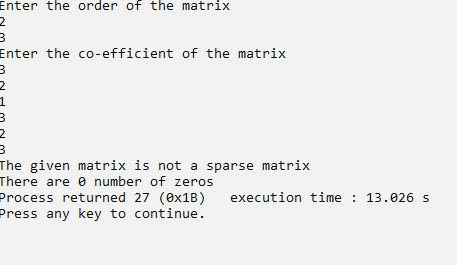 Enter the order of the matrix
2
3
Enter the co-efficient of the matrix
3
2
1
3
2
3
The given matrix is not a sparse matrix
There are 0 number of zeros
Process returned 27 (0x1B)   execution time : 13.026 s
Press any key to continue.